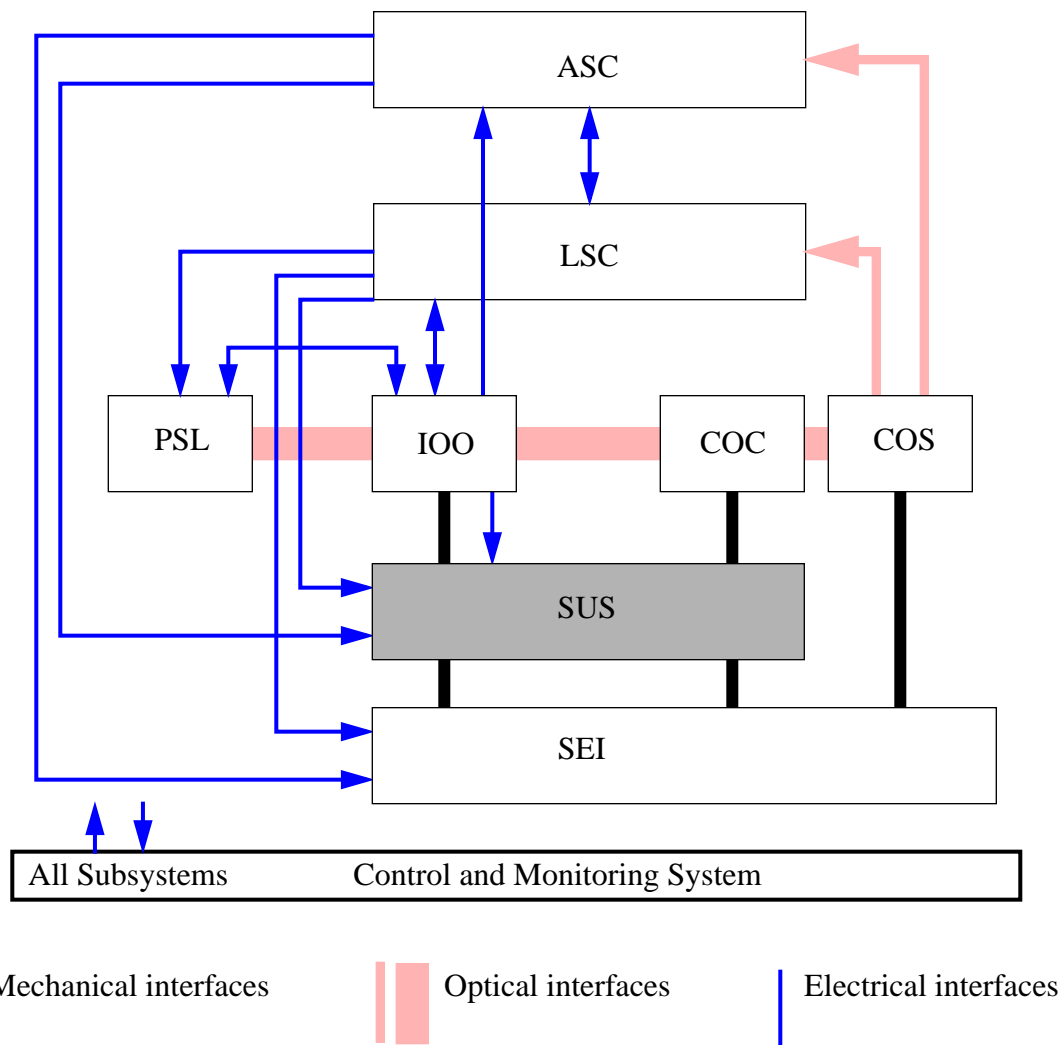 ASC
LSC
PSL
IOO
COC
COS
SUS
SEI
All Subsystems Control and Monitoring System
Mechanical interfaces Optical interfaces Electrical interfaces